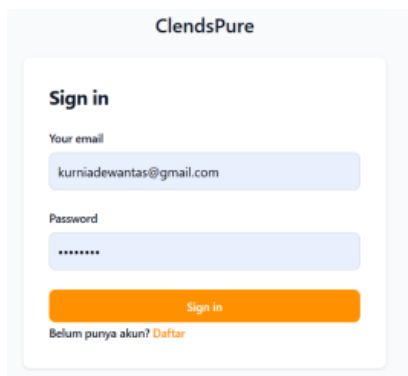 ClendsPure
Sign in
Your email
kurniadewantas@gmail.com
Password
••••••••
Sign in
Belum punya akun? Daftar